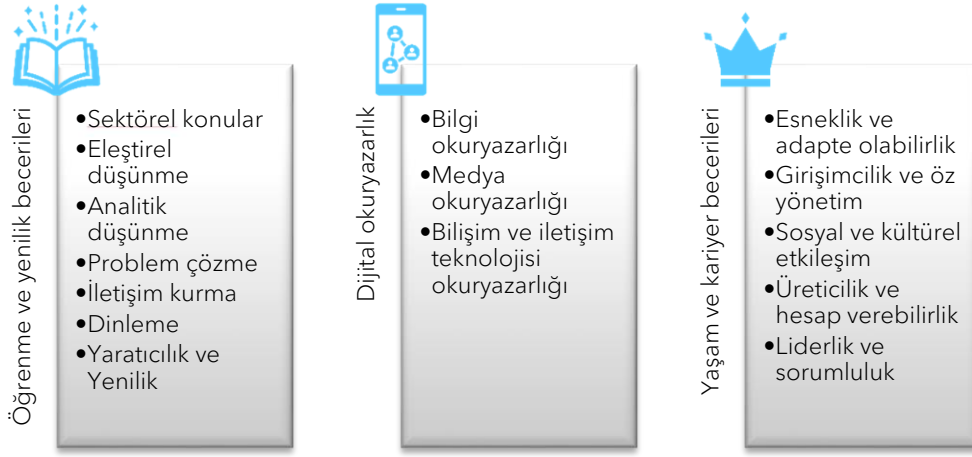 Öğrenme ve yenilik becerileri
•Sektörel konular
•Eleştirel
düşünme
•Analitik
düşünme
•Problem çözme
•İletişim kurma
•Dinleme
•Yaratıcılık ve
Yenilik
Dijital okuryazarlık
•Bilgi
okuryazarlığı
•Medya
okuryazarlığı
•Bilişim ve iletişim
teknolojisi
okuryazarlığı
Yaşam ve kariyer becerileri
•Esneklik ve
adapte olabilirlik
•Girişimcilik ve öz
yönetim
•Sosyal ve kültürel
etkileşim
•Üreticilik ve
hesap verebilirlik
•Liderlik ve
sorumluluk